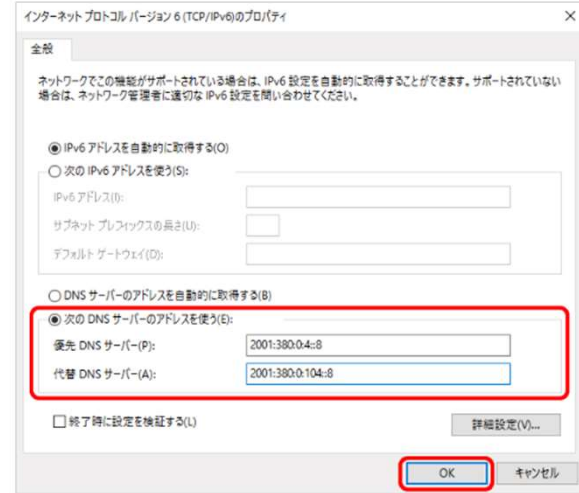 インターネット プロトコル バージョン 6 (TCP/IPv6)のプロパティ
全般
ネットワークでこの機能がサポートされている場合は、IPv6 設定を自動的に取得することができます。サポートされていない
場合は、ネットワーク管理者に適切な IPv6 設定を問い合わせてください。
IPv6 アドレスを自動的に取得する(O)
次の IPv6 アドレスを使う(S):
IPv6 アドレス(I):
サブネット プレフィックスの長さ(U):
デフォルト ゲートウェイ(D):
DNS サーバーのアドレスを自動的に取得する(B)
次の DNS サーバーのアドレスを使う(E):
優先 DNS サーバー(P): 2001:380:0:4::8
代替 DNS サーバー(A): 2001:380:0:104::8
終了時に設定を検証する(L) 詳細設定(V)...
OK キャンセル